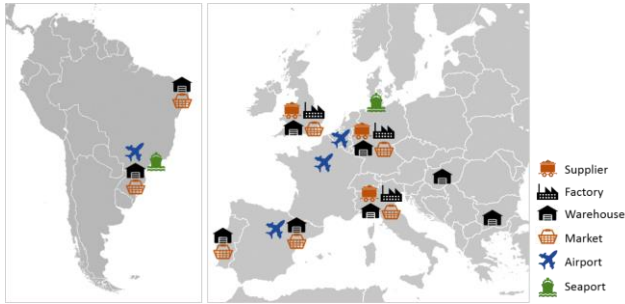 Supplier
Factory
Warehouse
Market
Airport
Seaport